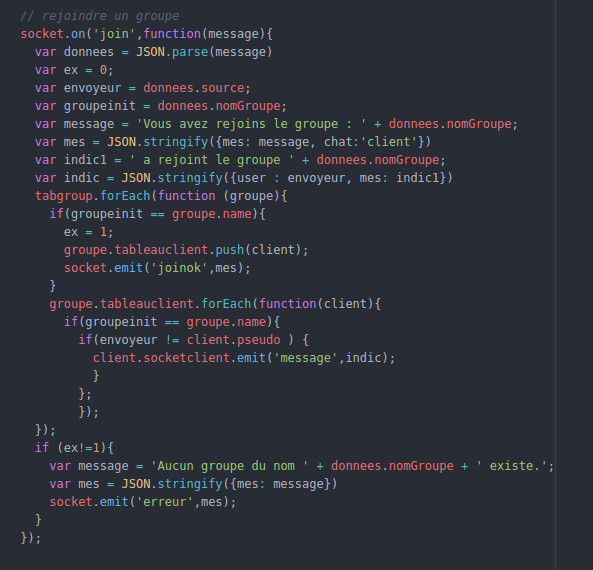 // rejoindre un groupe
socket.on('join',function(message){
  var donnees = JSON.parse(message)
  var ex = 0;
  var envoyeur = donnees.source;
  var groupeinit = donnees.nomGroupe;
  var message = 'Vous avez rejoins le groupe : ' + donnees.nomGroupe;
  var mes = JSON.stringify({mes: message, chat:'client'})
  var indic1 = ' a rejoint le groupe ' + donnees.nomGroupe;
  var indic = JSON.stringify({user : envoyeur, mes: indic1})
  tabgroup.forEach(function (groupe){
    if(groupeinit == groupe.name){
      ex = 1;
      groupe.tableauclient.push(client);
      socket.emit('joinok',mes);
    }
    groupe.tableauclient.forEach(function(client){
      if(groupeinit == groupe.name){
        if(envoyeur != client.pseudo ) {
          client.socketclient.emit('message',indic);
          }
        };
        });
  });
  if (ex!=1){
    var message = 'Aucun groupe du nom ' + donnees.nomGroupe + ' existe.';
    var mes = JSON.stringify({mes: message})
    socket.emit('erreur',mes);
  }
});